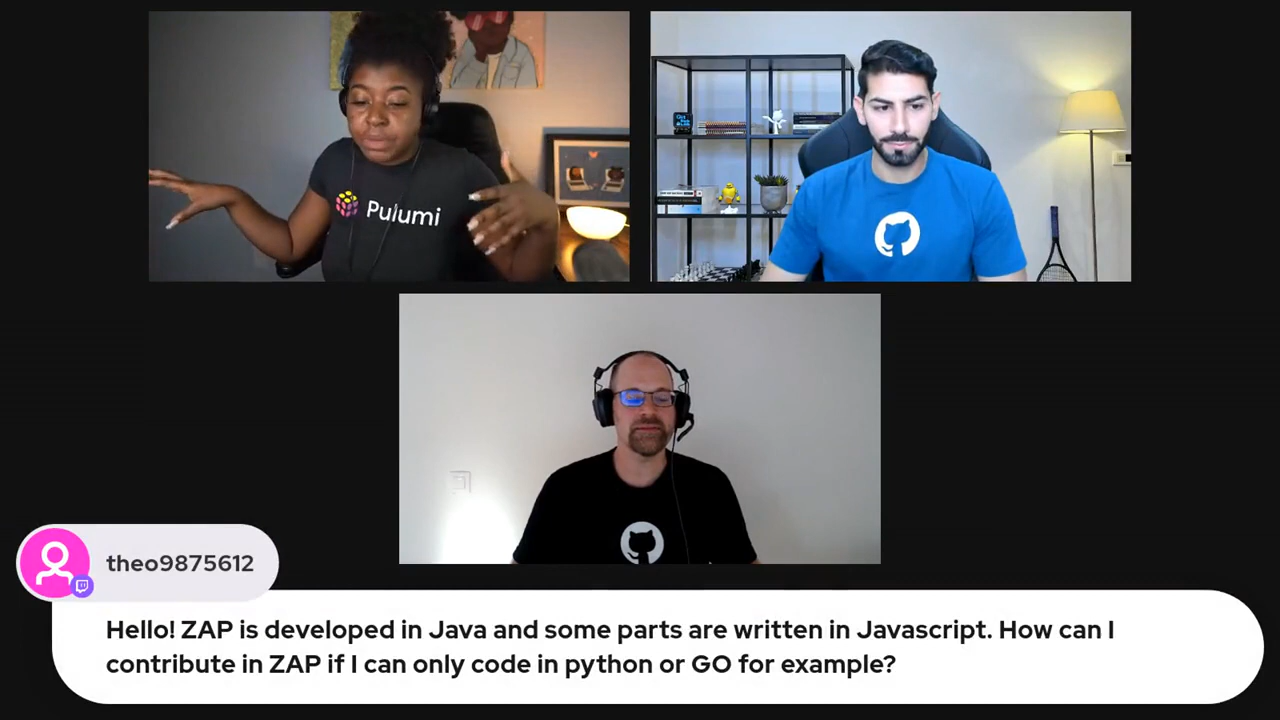 Pulumi
theo9875612
Hello! ZAP is developed in Java and some parts are written in Javascript. How can I
contribute in ZAP if I can only code in python or GO for example?